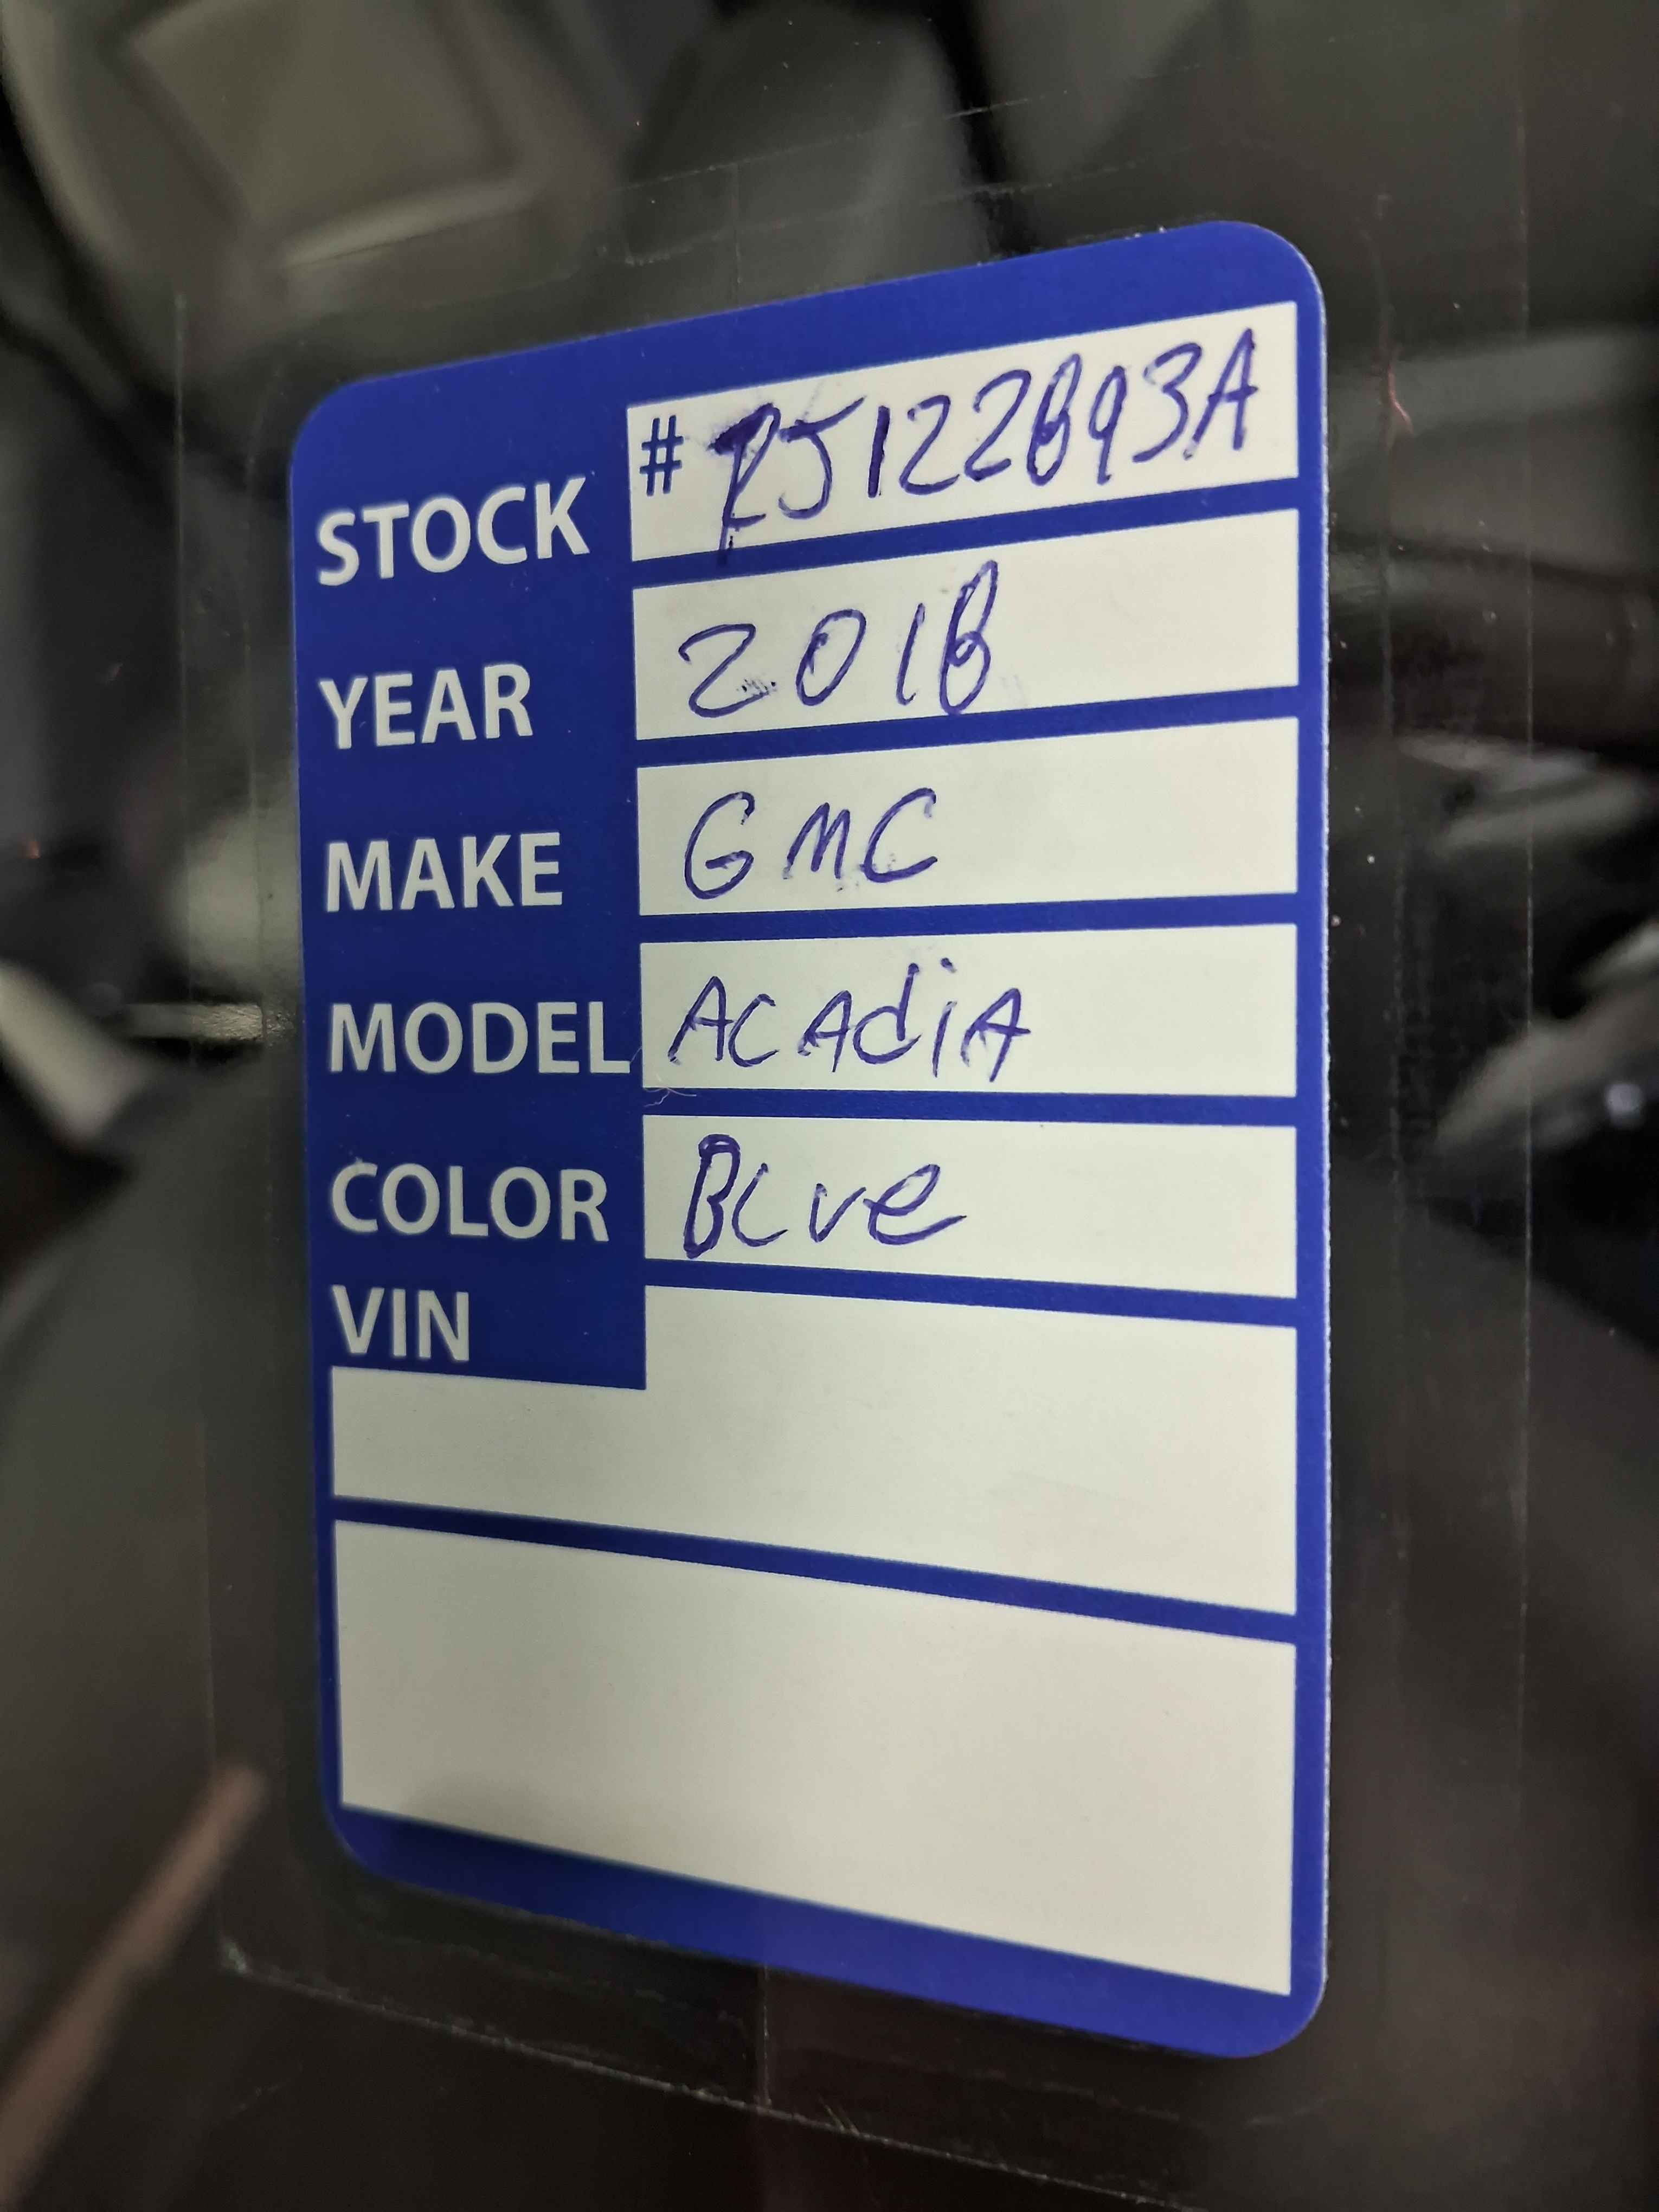 STOCK # RJ122893A
YEAR 2018
MAKE GMC
MODEL ACAdiA
COLOR BLue
VIN